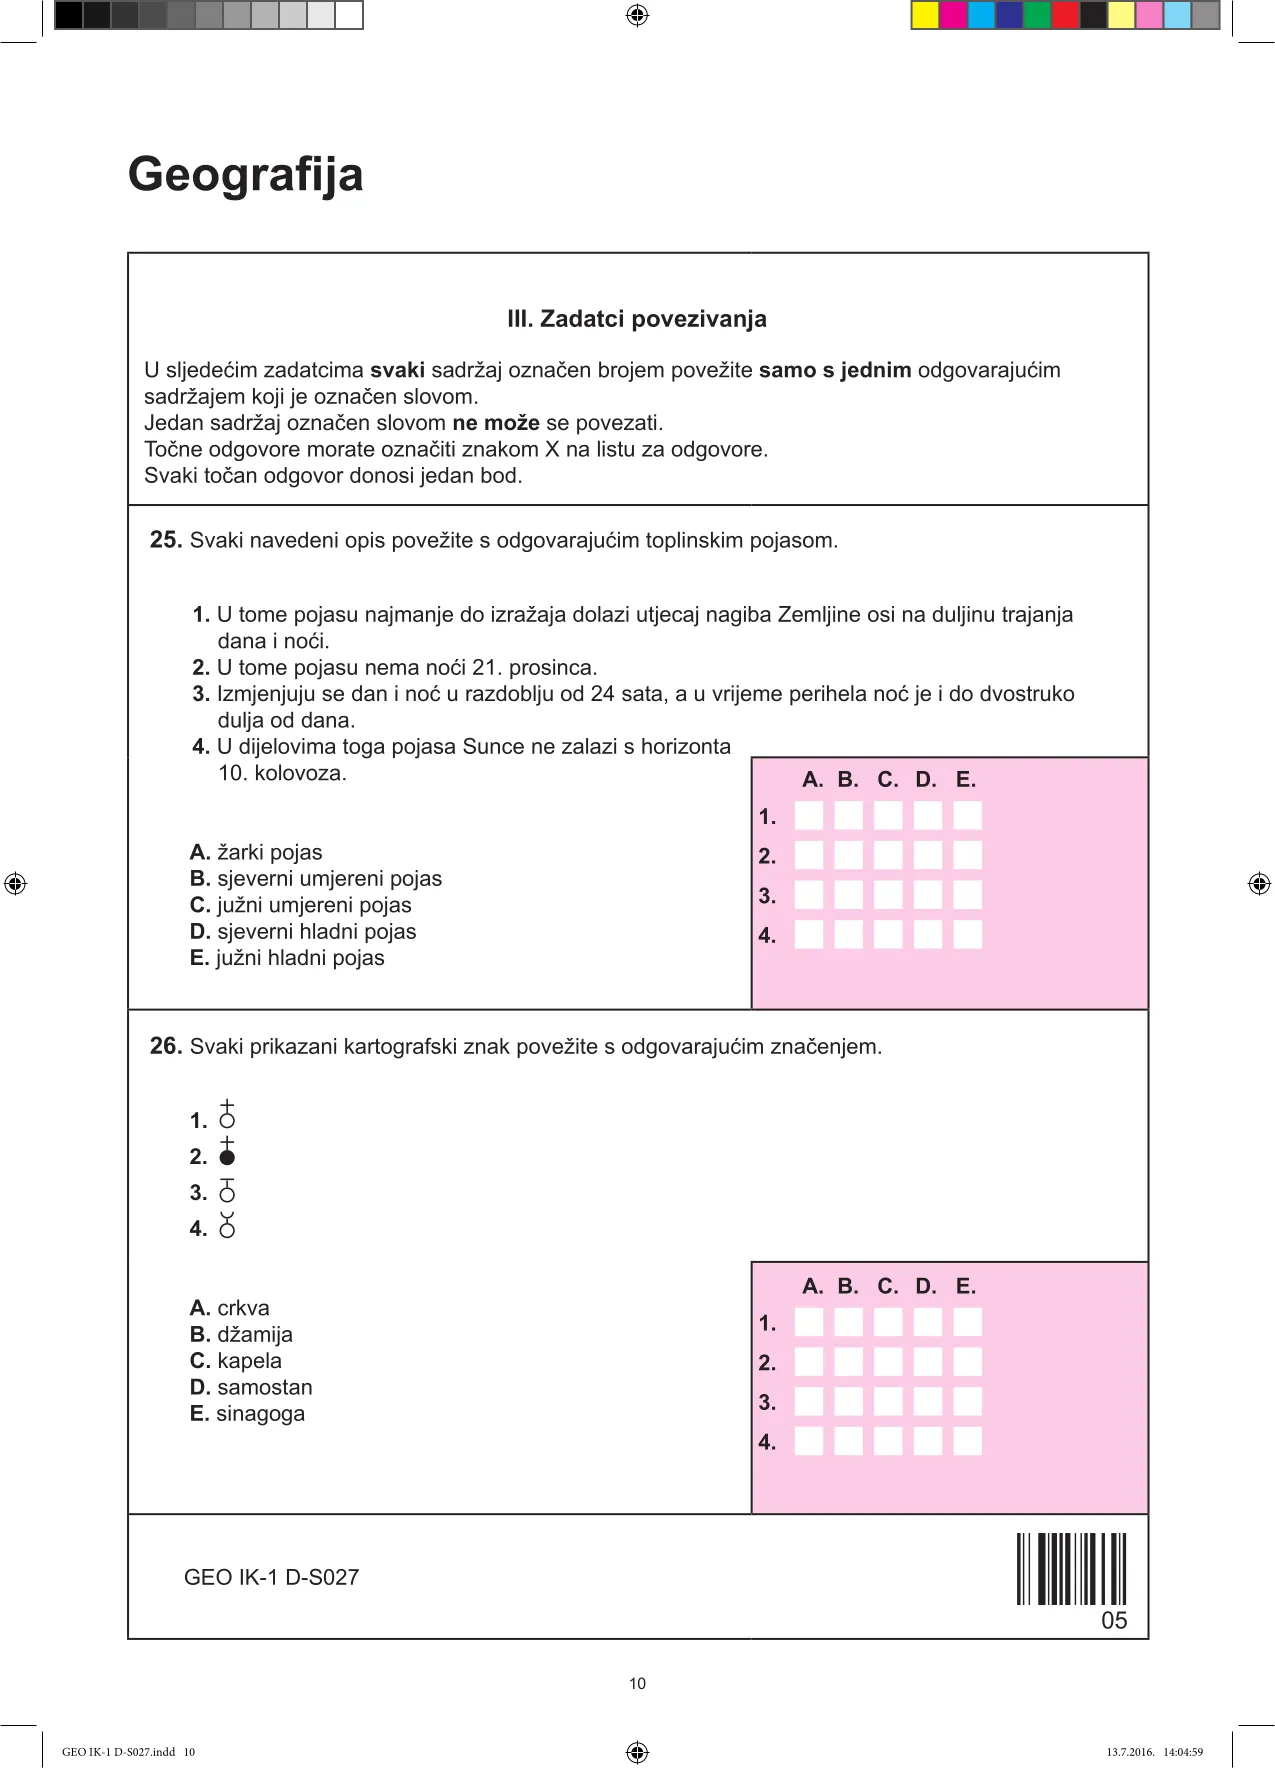 Geografija
III. Zadatci povezivanja
U sljedećim zadatcima svaki sadržaj označen brojem povežite samo s jednim odgovarajućim
sadržajem koji je označen slovom.
Jedan sadržaj označen slovom ne može se povezati.
Točne odgovore morate označiti znakom X na listu za odgovore.
Svaki točan odgovor donosi jedan bod.
25. Svaki navedeni opis povežite s odgovarajućim toplinskim pojasom.
1. U tome pojasu najmanje do izražaja dolazi utjecaj nagiba Zemljine osi na duljinu trajanja
dana i noći.
2. U tome pojasu nema noći 21. prosinca.
3. Izmjenjuju se dan i noć u razdoblju od 24 sata, a u vrijeme perihela noć je i do dvostruko
dulja od dana.
4. U dijelovima toga pojasa Sunce ne zalazi s horizonta
10. kolovoza.
A. žarki pojas
B. sjeverni umjereni pojas
C. južni umjereni pojas
D. sjeverni hladni pojas
E. južni hladni pojas
A. B. C. D. E.
1.
2.
3.
4.
26. Svaki prikazani kartografski znak povežite s odgovarajućim značenjem.
1.
2.
3.
4.
A. crkva
B. džamija
C. kapela
D. samostan
E. sinagoga
A. B. C. D. E.
1.
2.
3.
4.
GEO IK-1 D-S027
05
10
GEO IK-1 D-S027.indd 10
13.7.2016. 14:04:59